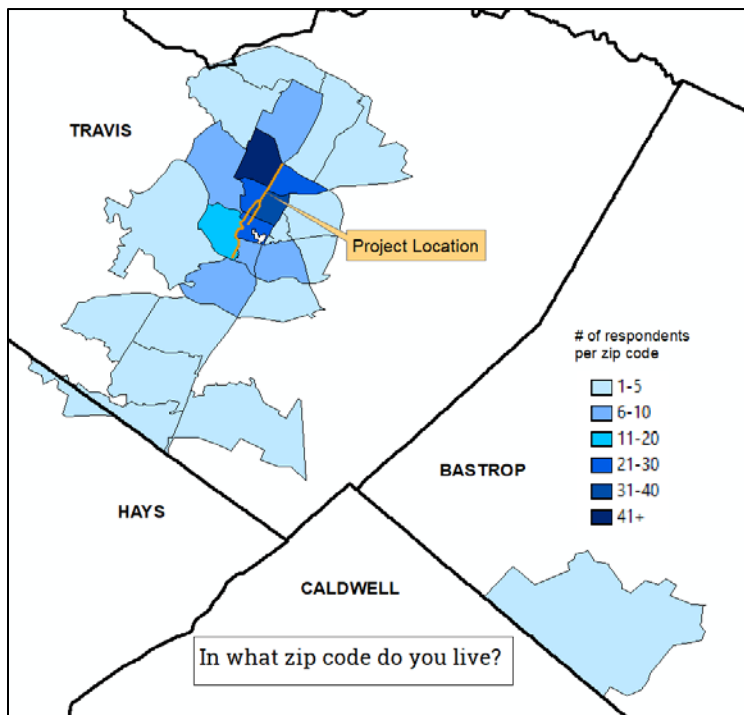 TRAVIS
Project Location
# of respondents
per zip code
1-5
6-10
11-20
21-30
31-40
41+
BASTROP
HAYS
CALDWELL
In what zip code do you live?